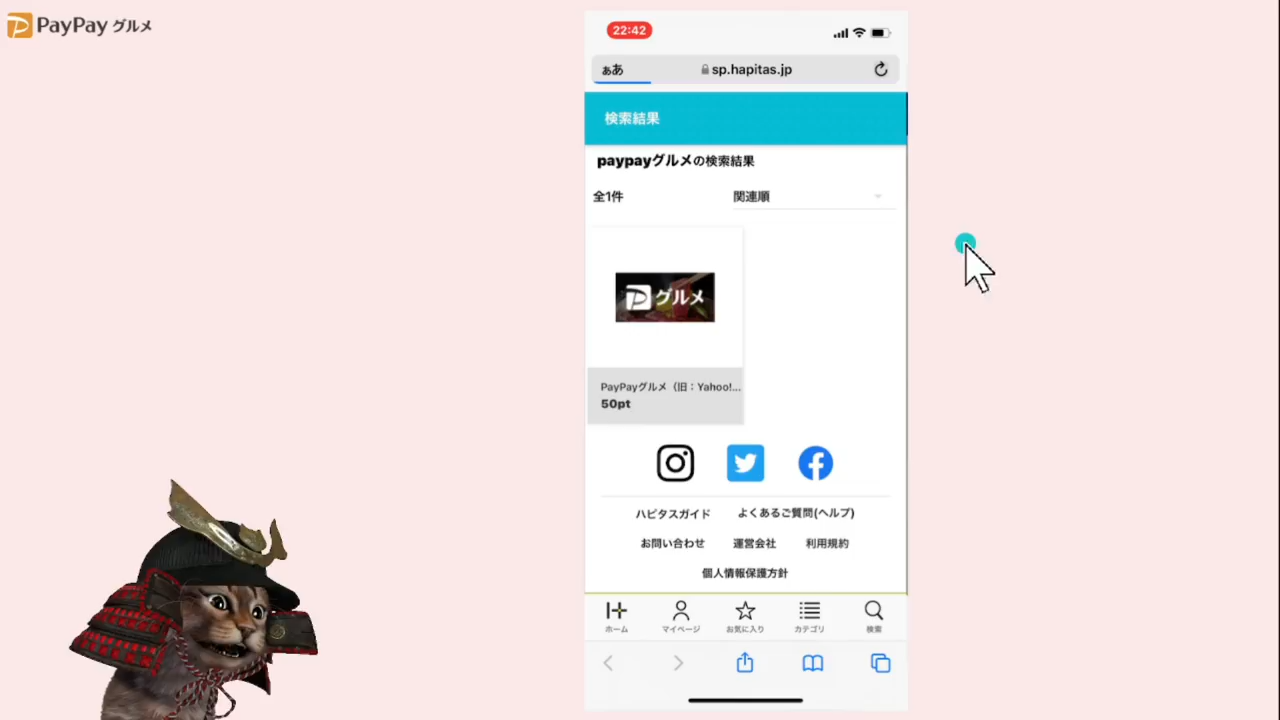 PayPay グルメ
22:42
ぁあ
sp.hapitas.jp
検索結果
paypayグルメの検索結果
全1件
関連順
グルメ
PayPayグルメ（旧：Yahoo!...
50pt
ハピタスガイド
よくあるご質問(ヘルプ)
お問い合わせ
運営会社
利用規約
個人情報保護方針
ホーム
マイページ
お気に入り
カテゴリ
検索